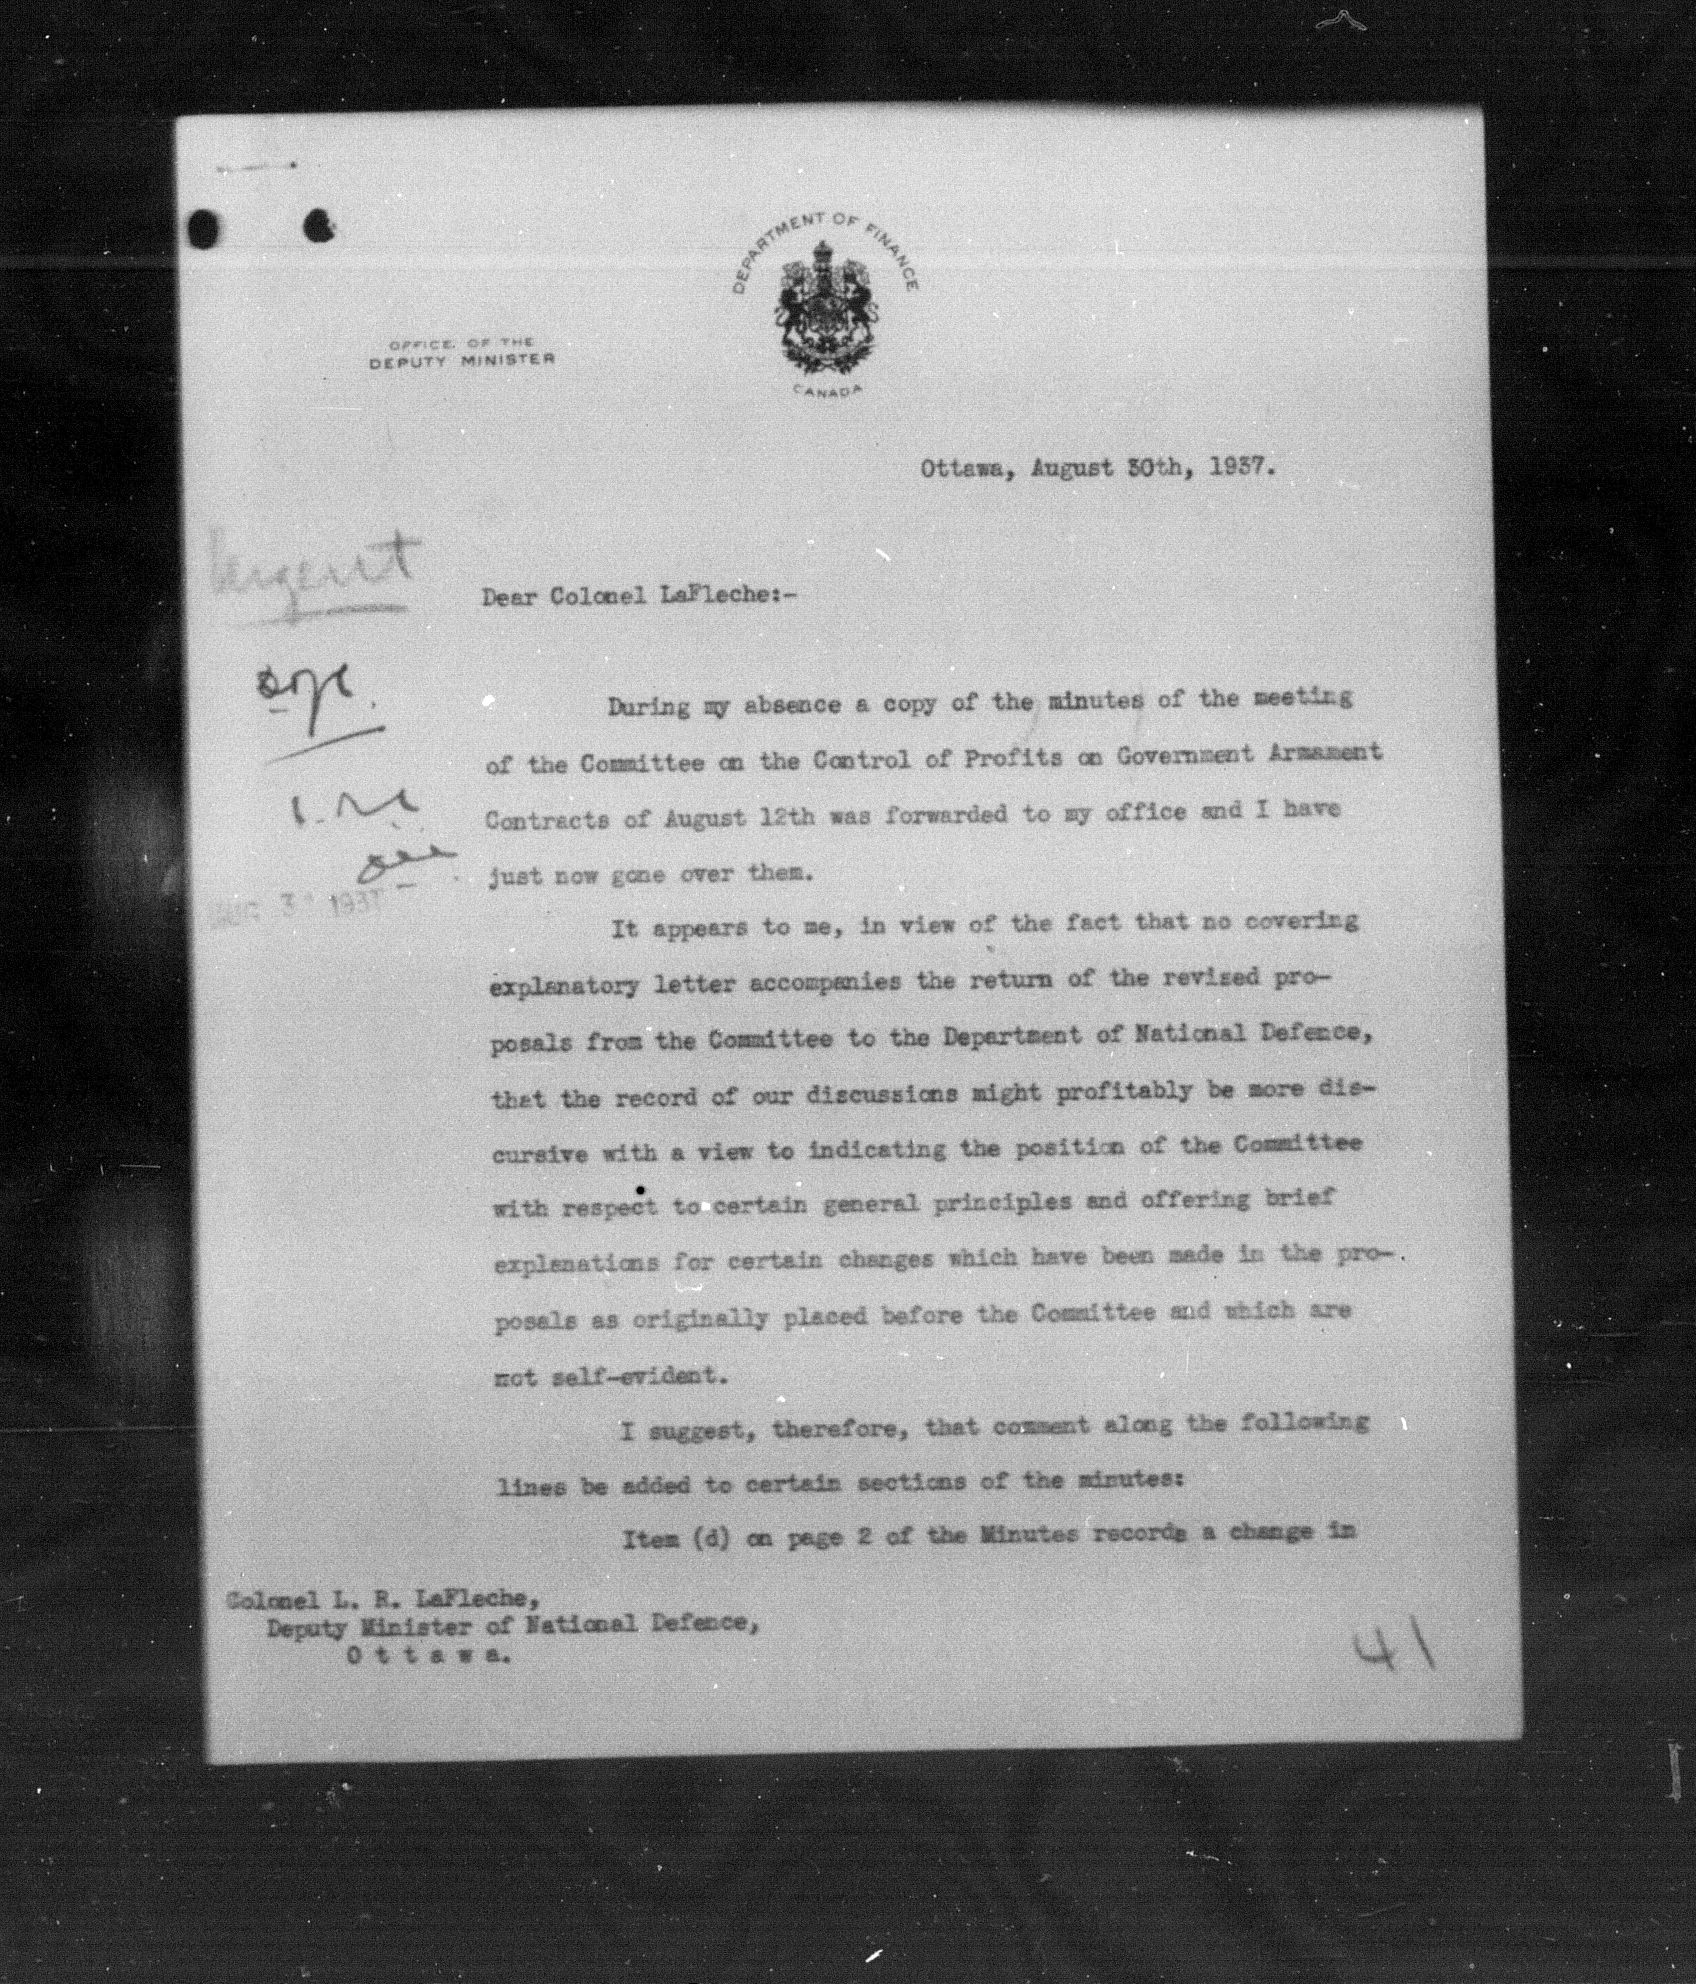 DEPARTMENT OF FINANCE
CANADA
OFFICE OF THE
DEPUTY MINISTER
Ottawa, August 30th, 1937.
Urgent
Dear Colonel LaFleche:-
During my absence a copy of the minutes of the meeting
of the Committee on the Control of Profits on Government Armament
Contracts of August 12th was forwarded to my office and I have
just now gone over them.
AUG 31 1937
It appears to me, in view of the fact that no covering
explanatory letter accompanies the return of the revised pro-
posals from the Committee to the Department of National Defence,
that the record of our discussions might profitably be more dis-
cursive with a view to indicating the position of the Committee
with respect to certain general principles and offering brief
explanations for certain changes which have been made in the pro-
posals as originally placed before the Committee and which are
not self-evident.
I suggest, therefore, that comment along the following
lines be added to certain sections of the minutes:
Item (d) on page 2 of the Minutes records a change in
Colonel L. R. LaFleche,
Deputy Minister of National Defence,
O t t a w a.
41